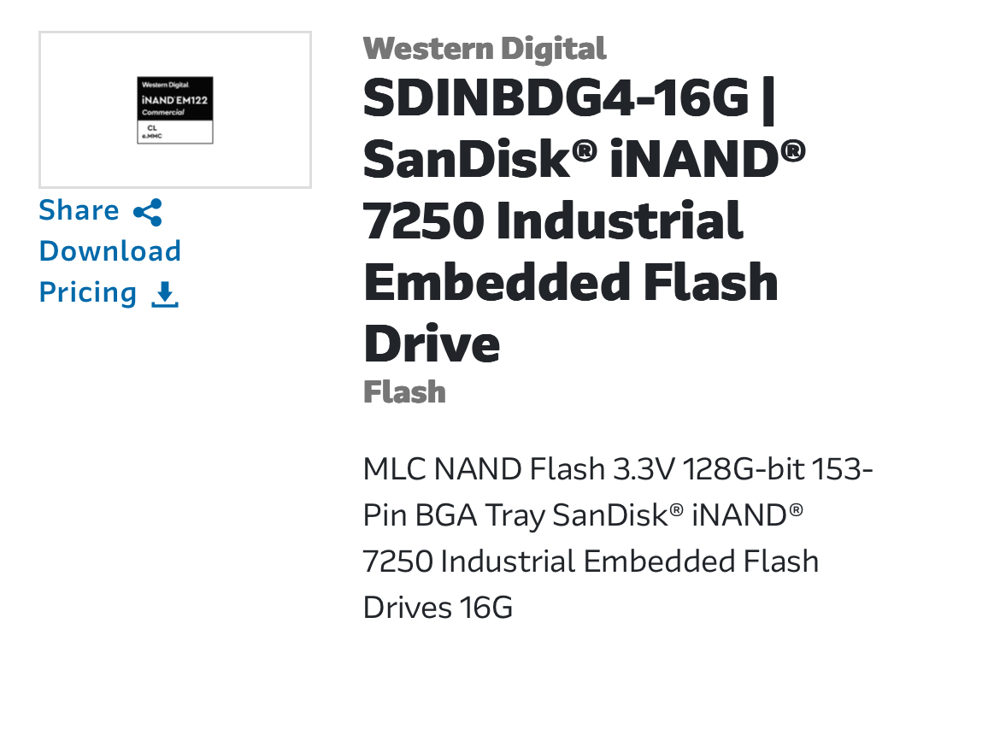 Western Digital
iNAND EM122
Commercial
CL
e.MMC
Share
Download
Pricing
Western Digital
SDINBDG4-16G |
SanDisk® iNAND®
7250 Industrial
Embedded Flash
Drive
Flash
MLC NAND Flash 3.3V 128G-bit 153-
Pin BGA Tray SanDisk® iNAND®
7250 Industrial Embedded Flash
Drives 16G